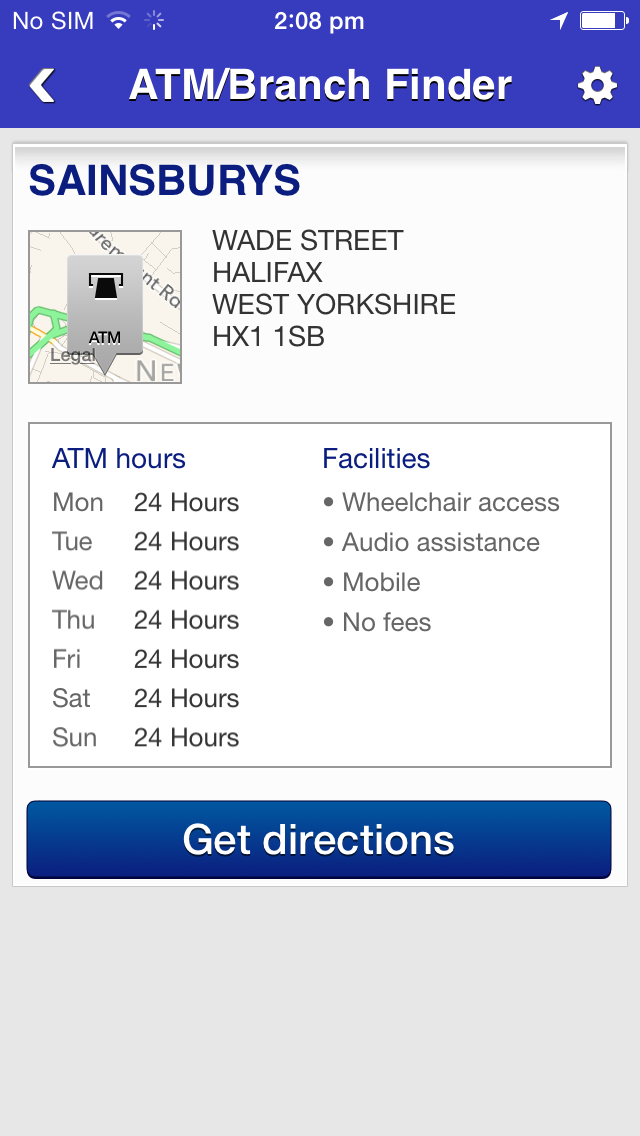 No SIM 2:08 pm
ATM/Branch Finder
SAINSBURYS
WADE STREET
HALIFAX
WEST YORKSHIRE
HX1 1SB
ATM
Legal
ATM hours
Mon 24 Hours
Tue 24 Hours
Wed 24 Hours
Thu 24 Hours
Fri 24 Hours
Sat 24 Hours
Sun 24 Hours
Facilities
• Wheelchair access
• Audio assistance
• Mobile
• No fees
Get directions